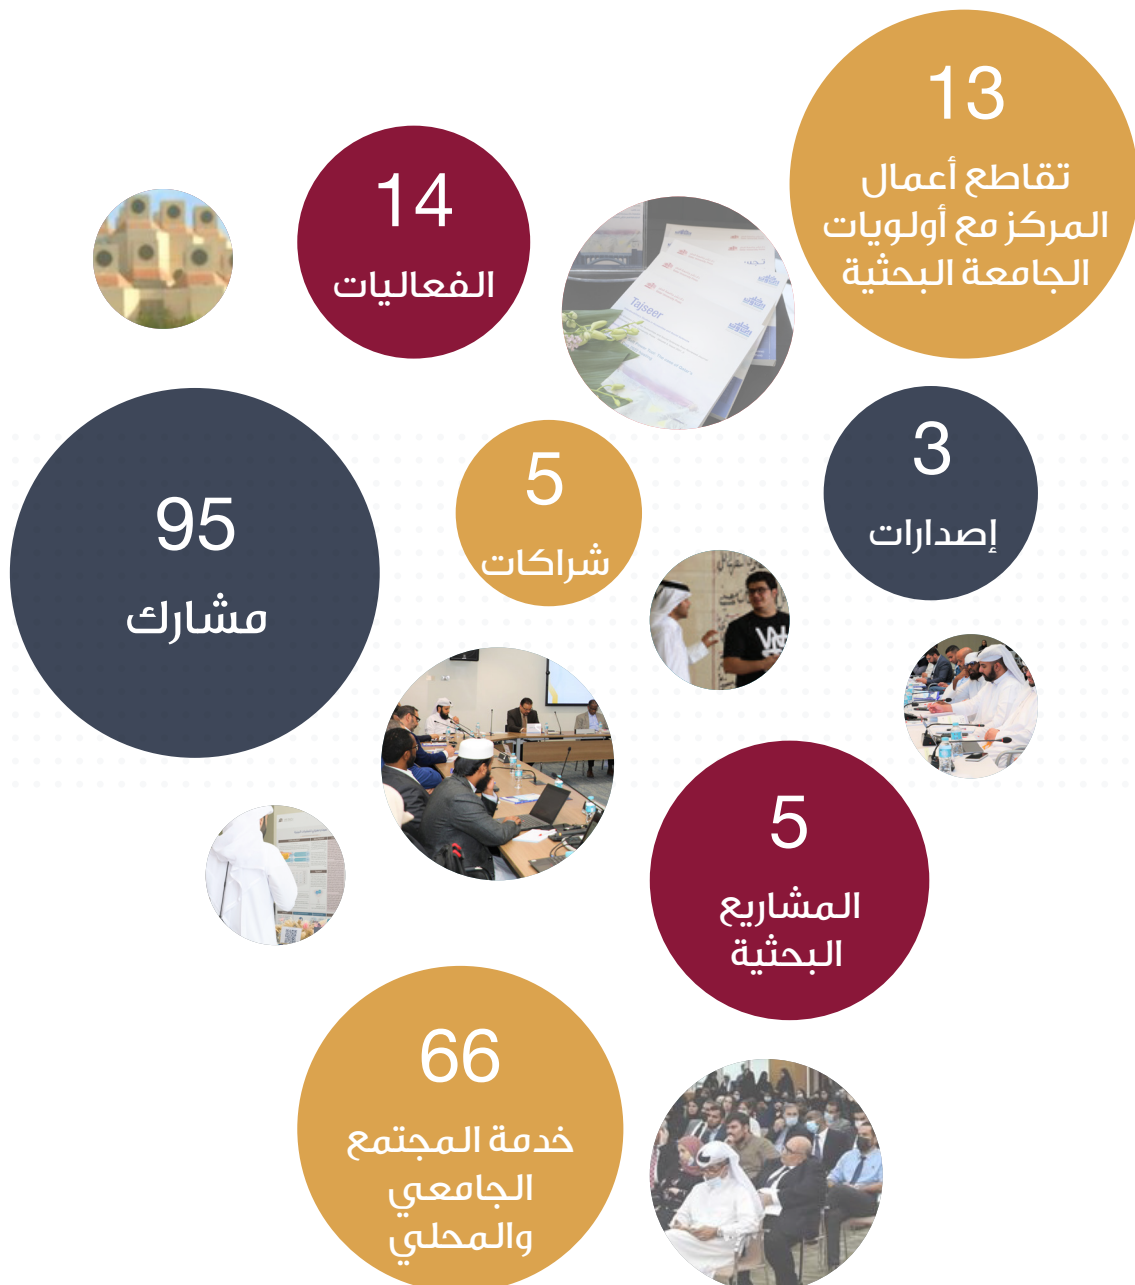 13
تقاطع أعمال
المركز مع أولويات
الجامعة البحثية
14
الفعاليات
Tajseer
3
إصدارات
5
شراكات
95
مشارك
5
المشاريع
البحثية
66
خدمة المجتمع
الجامعي
والمحلي